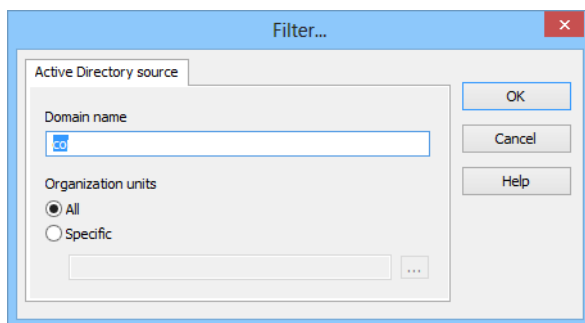 Filter...
Active Directory source
OK
Domain name
co
Cancel
Organization units
Help
All
Specific
...